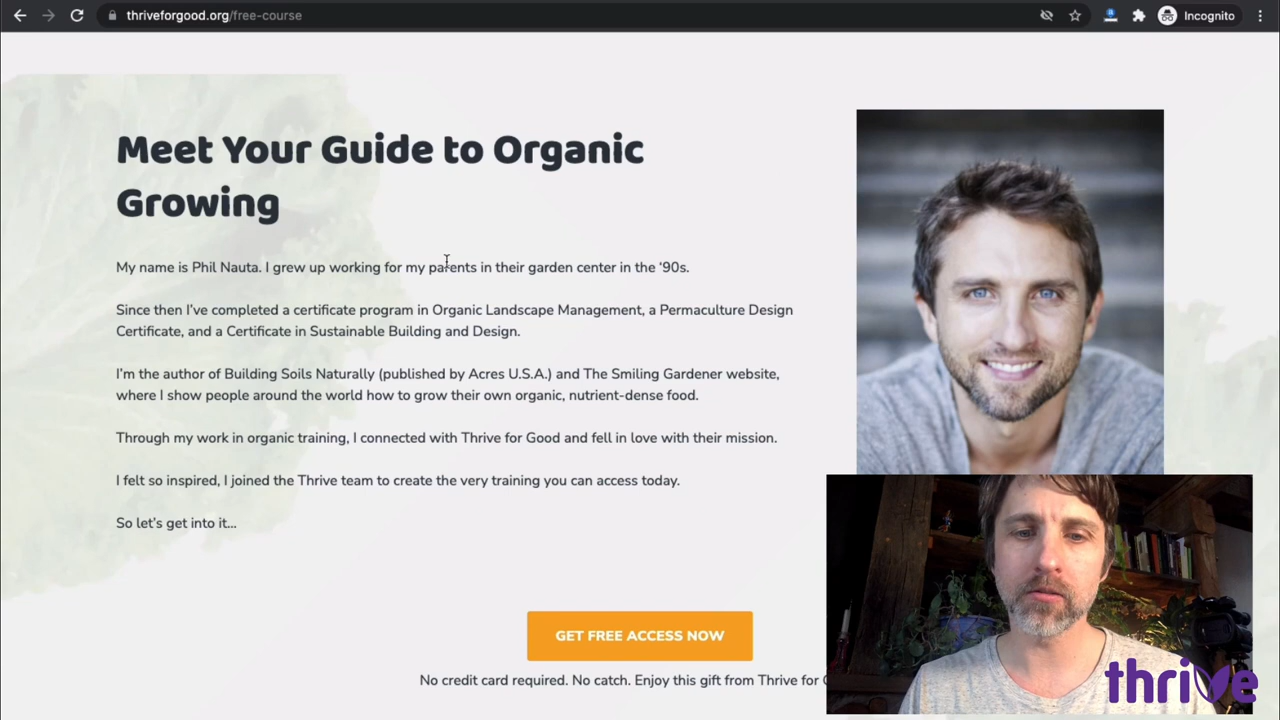 thriveforgood.org/free-course
Incognito
Meet Your Guide to Organic
Growing
My name is Phil Nauta. I grew up working for my parents in their garden center in the ‘90s.
Since then I’ve completed a certificate program in Organic Landscape Management, a Permaculture Design
Certificate, and a Certificate in Sustainable Building and Design.
I’m the author of Building Soils Naturally (published by Acres U.S.A.) and The Smiling Gardener website,
where I show people around the world how to grow their own organic, nutrient-dense food.
Through my work in organic training, I connected with Thrive for Good and fell in love with their mission.
I felt so inspired, I joined the Thrive team to create the very training you can access today.
So let’s get into it…
GET FREE ACCESS NOW
No credit card required. No catch. Enjoy this gift from Thrive for
thrive